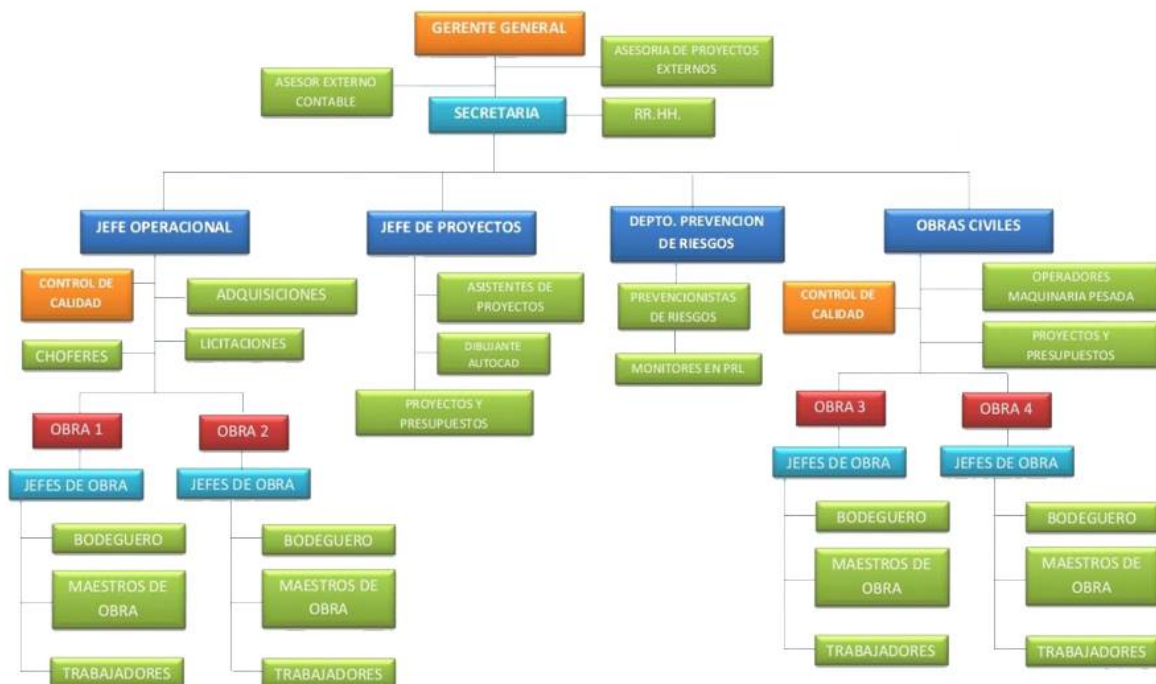 GERENTE GENERAL
ASESORIA DE PROYECTOS
EXTERNOS
ASESOR EXTERNO
CONTABLE
SECRETARIA
RR.HH.
JEFE OPERACIONAL
JEFE DE PROYECTOS
DEPTO. PREVENCION
DE RIESGOS
OBRAS CIVILES
CONTROL DE
CALIDAD
ADQUISICIONES
CHOFERES
LICITACIONES
ASISTENTES DE
PROYECTOS
DIBUJANTE
AUTOCAD
PROYECTOS Y
PRESUPUESTOS
PREVENCIONISTAS
DE RIESGOS
MONITORES EN PRL
OPERADORES
MAQUINARIA PESADA
CONTROL DE
CALIDAD
PROYECTOS Y
PRESUPUESTOS
OBRA 1
OBRA 2
OBRA 3
OBRA 4
JEFES DE OBRA
JEFES DE OBRA
JEFES DE OBRA
JEFES DE OBRA
BODEGUERO
MAESTROS DE
OBRA
TRABAJADORES
BODEGUERO
MAESTROS DE
OBRA
TRABAJADORES
BODEGUERO
MAESTROS DE
OBRA
TRABAJADORES
BODEGUERO
MAESTROS DE
OBRA
TRABAJADORES